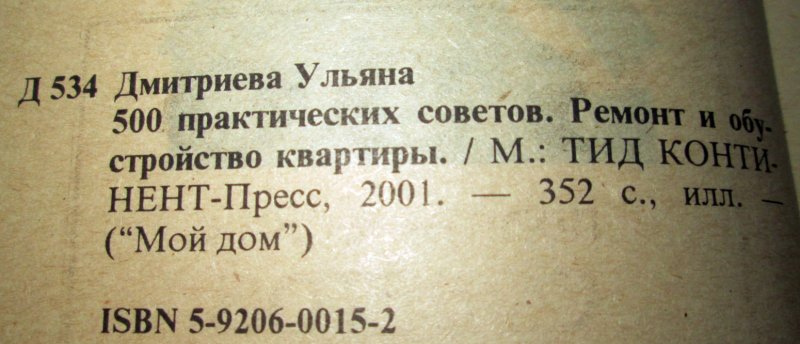 Д 534 Дмитриева Ульяна
500 практических советов. Ремонт и обу-
стройство квартиры. / М.: ТИД КОНТИ-
НЕНТ-Пресс, 2001. — 352 с., илл. —
(“Мой дом”)
ISBN 5-9206-0015-2